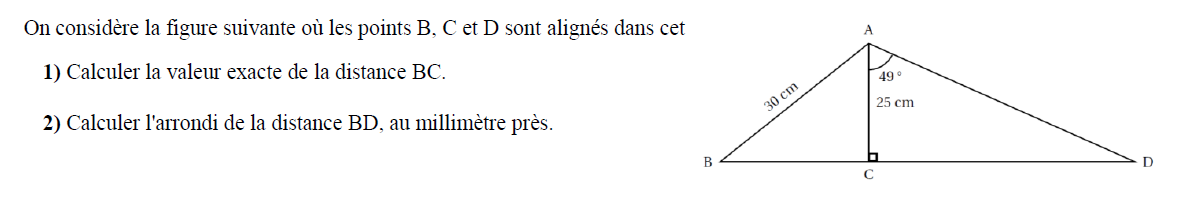 On considère la figure suivante où les points B, C et D sont alignés dans cet
1) Calculer la valeur exacte de la distance BC.
2) Calculer l'arrondi de la distance BD, au millimètre près.
A
49 °
30 cm
25 cm
B
C
D